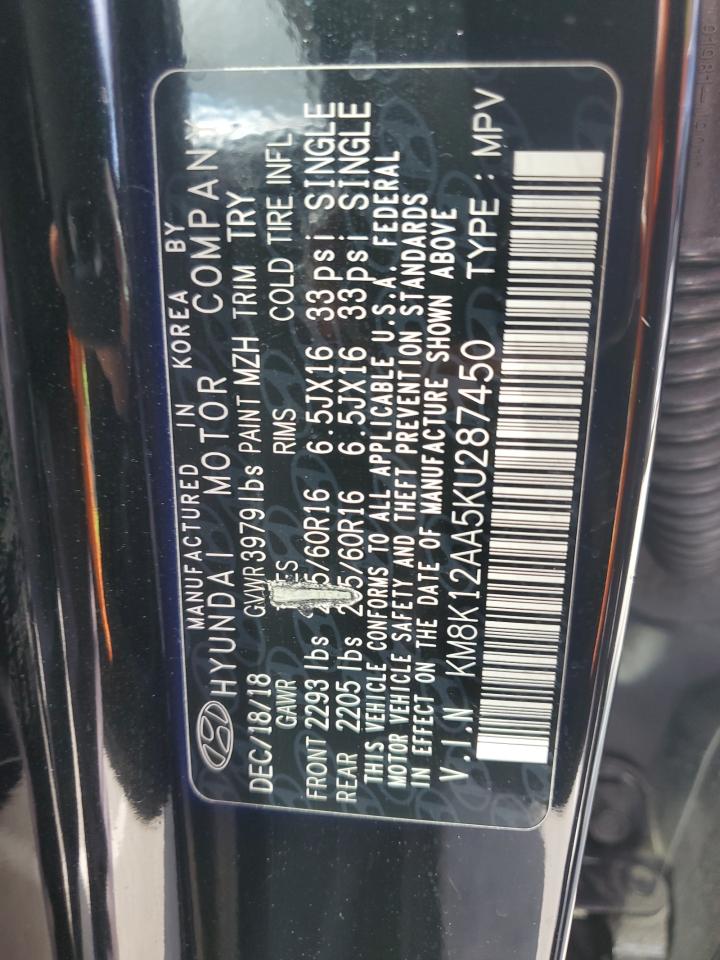 MANUFACTURED IN KOREA BY
HYUNDAI MOTOR COMPANY
DEC/18/18 GVWR 3979 lbs PAINT MZH TRIM TRY
GAWR RIMS COLD TIRE INFL
FRONT 2293 lbs 6.5JX16 33 psi SINGLE
REAR 2205 lbs 6.5JX16 33 psi SINGLE
THIS VEHICLE CONFORMS TO ALL APPLICABLE U.S.A. FEDERAL
MOTOR VEHICLE SAFETY AND THEFT PREVENTION STANDARDS
IN EFFECT ON THE DATE OF MANUFACTURE SHOWN ABOVE
V.I.N KM8K12AA5KU287450 TYPE : MPV